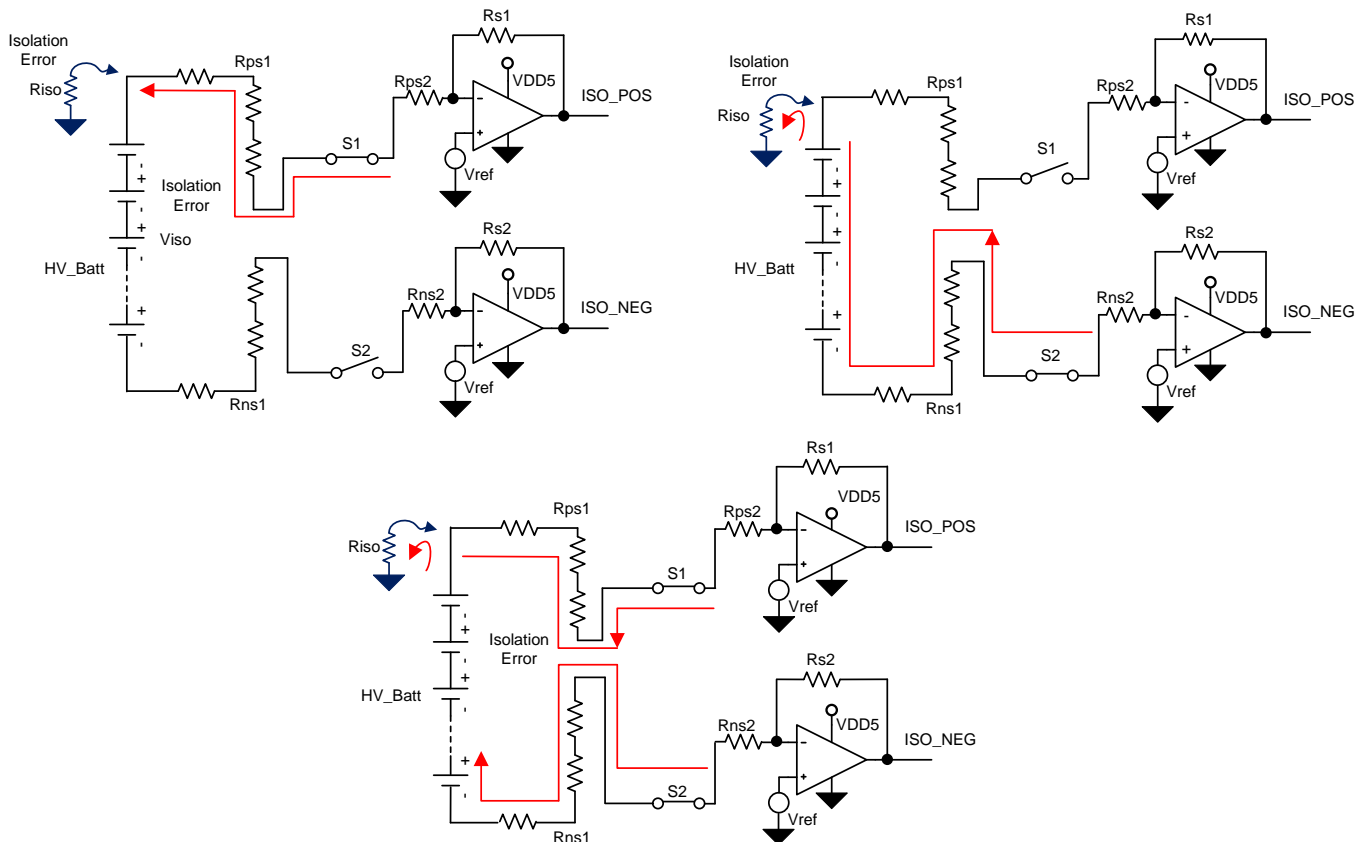 Isolation
Error
Riso
Rps1
Rs1
Rps2
VDD5
ISO_POS
-
+
S1
Vref
+
Isolation
Error
+
Viso
HV_Batt
+
Rs2
Rns2
VDD5
ISO_NEG
-
+
S2
Vref
Rns1
Isolation
Error
Riso
Rps1
Rs1
Rps2
VDD5
ISO_POS
-
+
S1
Vref
+
+
HV_Batt
+
Rs2
Rns2
VDD5
ISO_NEG
-
+
S2
Vref
Rns1
Riso
Rps1
Rs1
Rps2
VDD5
ISO_POS
-
+
S1
Vref
+
Isolation
Error
+
HV_Batt
+
Rs2
Rns2
VDD5
ISO_NEG
-
+
S2
Vref
Rns1